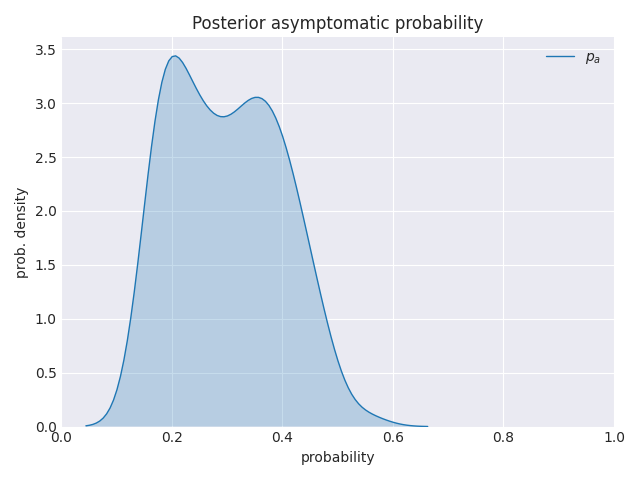 Posterior asymptomatic probability
3.5
3.0
2.5
2.0
1.5
1.0
0.5
0.0
prob. density
0.0 0.2 0.4 0.6 0.8 1.0
probability
pₐ